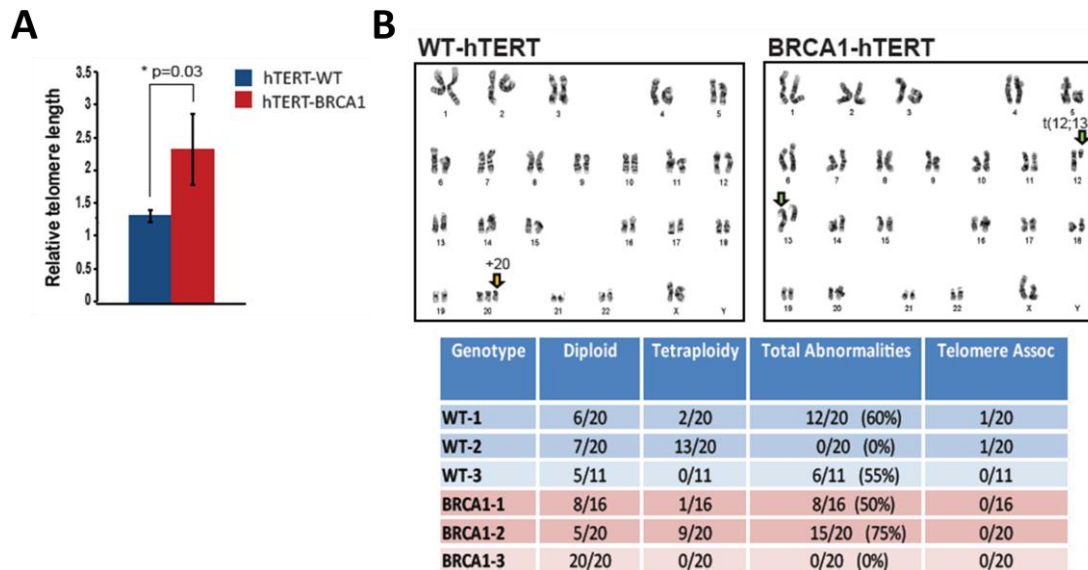 A
* p=0.03
hTERT-WT
hTERT-BRCA1
Relative telomere length
3.5
3
2.5
2
1.5
1
0.5
0
B
WT-hTERT
1 2 3 4 5
6 7 8 9 10 11 12
13 14 15 16 17 18
+20
19 20 21 22 X Y
BRCA1-hTERT
1 2 3 4 5
t(12;13
6 7 8 9 10 11 12
13 14 15 16 17 18
19 20 21 22 X Y
Genotype Diploid Tetraploidy Total Abnormalities Telomere Assoc
WT-1 6/20 2/20 12/20 (60%) 1/20
WT-2 7/20 13/20 0/20 (0%) 1/20
WT-3 5/11 0/11 6/11 (55%) 0/11
BRCA1-1 8/16 1/16 8/16 (50%) 0/16
BRCA1-2 5/20 9/20 15/20 (75%) 0/20
BRCA1-3 20/20 0/20 0/20 (0%) 0/20